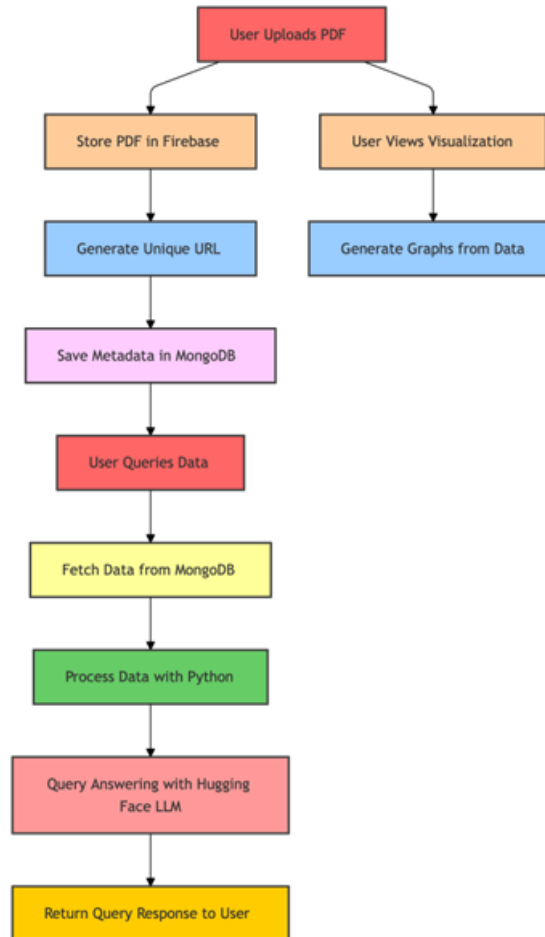 User Uploads PDF
Store PDF in Firebase
User Views Visualization
Generate Unique URL
Generate Graphs from Data
Save Metadata in MongoDB
User Queries Data
Fetch Data from MongoDB
Process Data with Python
Query Answering with Hugging
Face LLM
Return Query Response to User